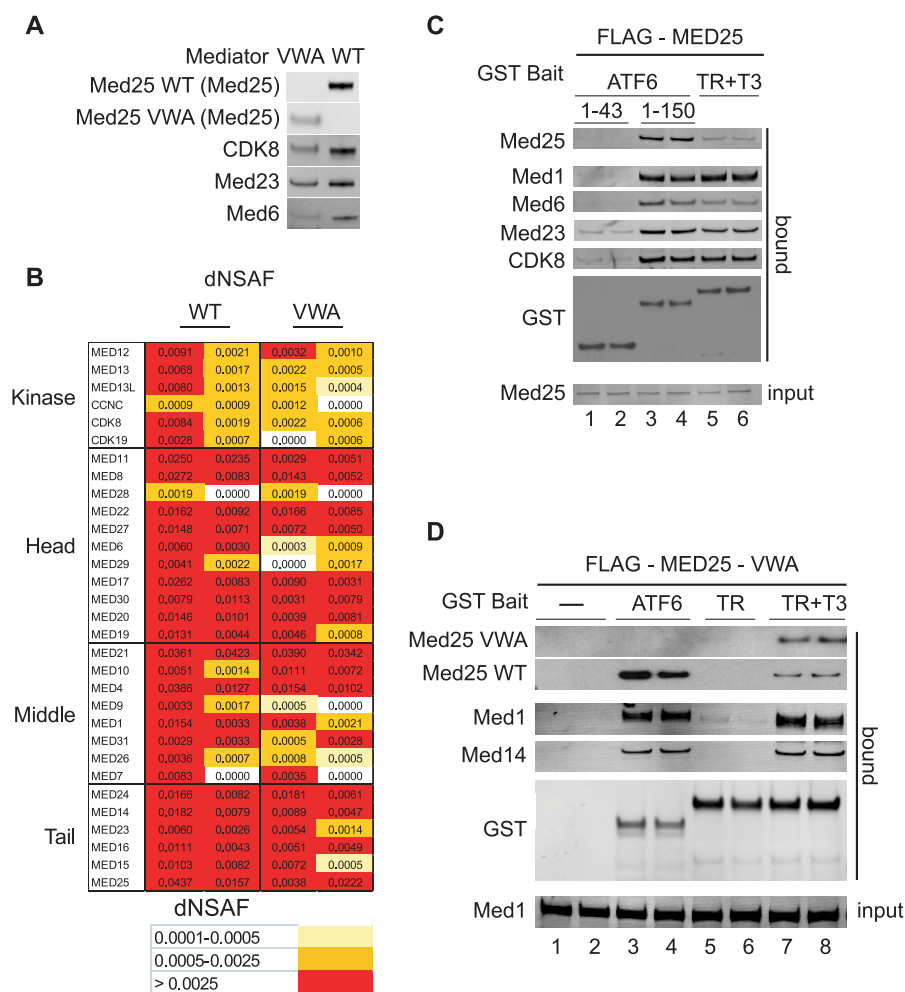 A
Mediator VWA WT
Med25 WT (Med25)
Med25 VWA (Med25)
CDK8
Med23
Med6
B
dNSAF
WT VWA
Kinase
MED12 0.0091 0.0021 0.0032 0.0010
MED13 0.0068 0.0017 0.0022 0.0005
MED13L 0.0080 0.0013 0.0015 0.0004
CCNC 0.0009 0.0009 0.0012 0.0000
CDK8 0.0084 0.0019 0.0022 0.0006
CDK19 0.0028 0.0007 0.0000 0.0006
Head
MED11 0.0250 0.0235 0.0029 0.0051
MED8 0.0272 0.0083 0.0143 0.0052
MED28 0.0019 0.0000 0.0019 0.0000
MED22 0.0162 0.0092 0.0166 0.0085
MED27 0.0148 0.0071 0.0072 0.0050
MED6 0.0060 0.0030 0.0003 0.0009
MED29 0.0041 0.0022 0.0000 0.0017
MED17 0.0262 0.0083 0.0090 0.0031
MED30 0.0079 0.0113 0.0031 0.0079
MED20 0.0146 0.0101 0.0039 0.0081
MED19 0.0131 0.0044 0.0046 0.0008
Middle
MED21 0.0361 0.0423 0.0390 0.0342
MED10 0.0051 0.0014 0.0111 0.0072
MED4 0.0386 0.0127 0.0154 0.0102
MED9 0.0033 0.0017 0.0005 0.0000
MED1 0.0154 0.0033 0.0038 0.0021
MED31 0.0029 0.0033 0.0005 0.0028
MED26 0.0036 0.0007 0.0008 0.0005
MED7 0.0083 0.0000 0.0035 0.0000
Tail
MED24 0.0166 0.0082 0.0181 0.0061
MED14 0.0182 0.0079 0.0089 0.0047
MED23 0.0060 0.0026 0.0054 0.0014
MED16 0.0111 0.0043 0.0051 0.0049
MED15 0.0103 0.0082 0.0072 0.0005
MED25 0.0437 0.0157 0.0038 0.0222
dNSAF
0.0001-0.0005
0.0005-0.0025
> 0.0025
C
FLAG - MED25
GST Bait ATF6 TR+T3
1-43 1-150
Med25
Med1
Med6
Med23
CDK8
GST
bound
Med25 input
1 2 3 4 5 6
D
FLAG - MED25 - VWA
GST Bait — ATF6 TR TR+T3
Med25 VWA
Med25 WT
Med1
Med14
GST
bound
Med1 input
1 2 3 4 5 6 7 8